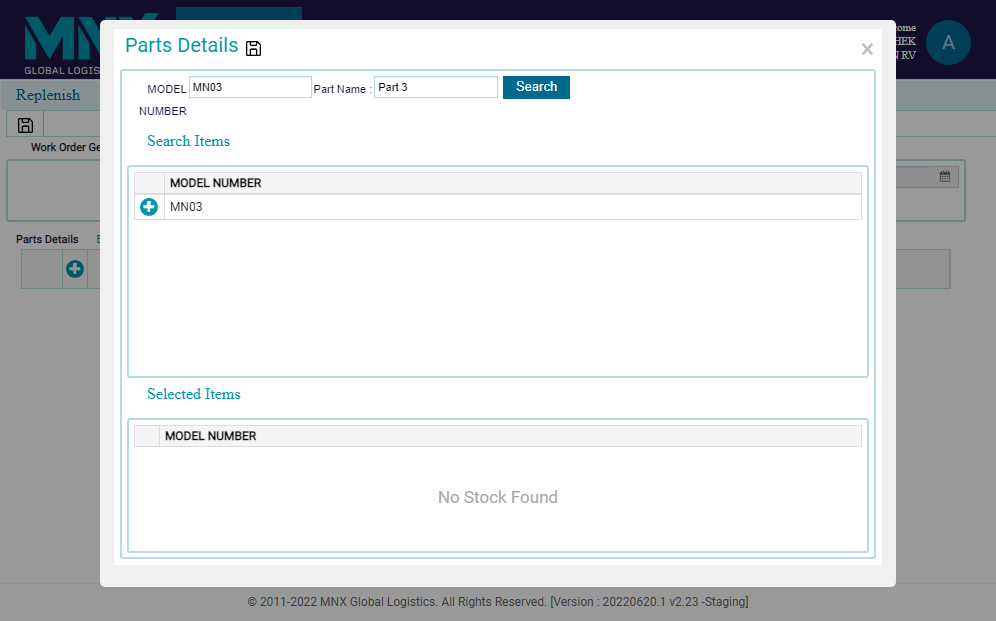 MNX
GLOBAL LOGIS
come
HEK
N RV
A
Replenish
Work Order Ge
Parts Details
Parts Details
×
MODEL NUMBER
MN03
Part Name :
Part 3
Search
Search Items
MODEL NUMBER
MN03
Selected Items
MODEL NUMBER
No Stock Found
© 2011-2022 MNX Global Logistics. All Rights Reserved. [Version : 20220620.1 v2.23 -Staging]